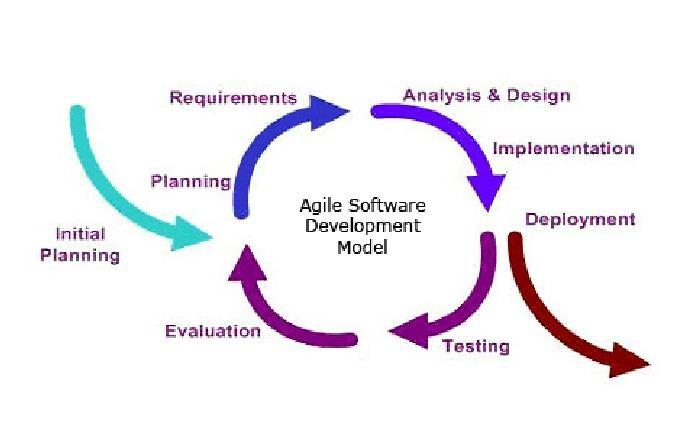 Requirements
Analysis & Design
Implementation
Planning
Agile Software
Development
Model
Initial
Planning
Deployment
Evaluation
Testing